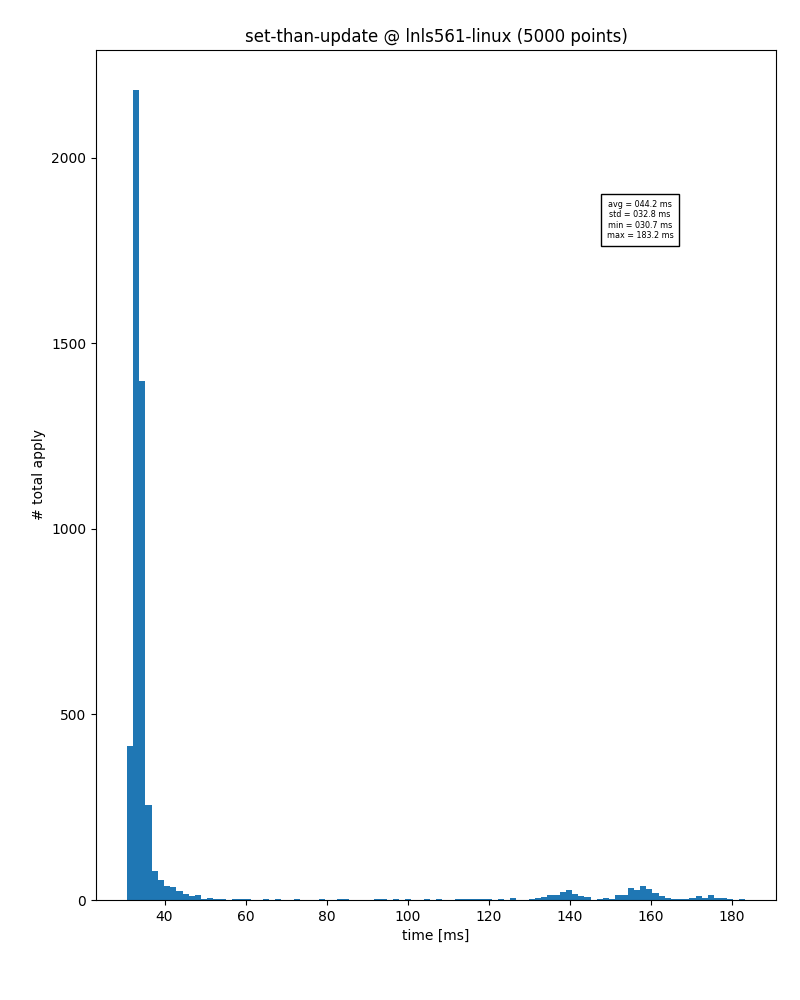 set-than-update @ lnls561-linux (5000 points)
2000
1500
1000
500
0
# total apply
avg = 044.2 ms
std = 032.8 ms
min = 030.7 ms
max = 183.2 ms
40 60 80 100 120 140 160 180
time [ms]